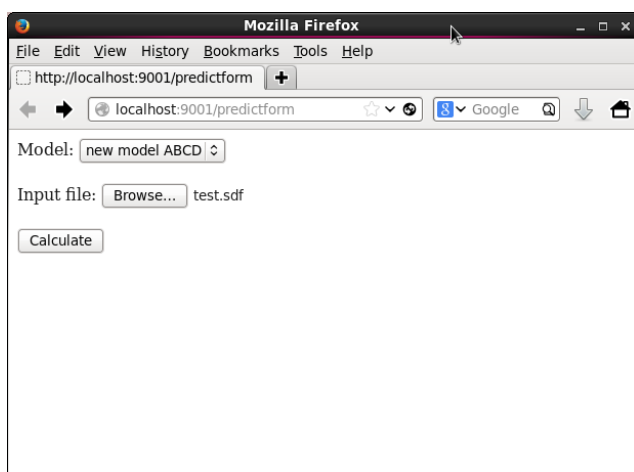 Mozilla Firefox
File Edit View History Bookmarks Tools Help
http://localhost:9001/predictform
localhost:9001/predictform Google
Model: new model ABCD
Input file: Browse... test.sdf
Calculate